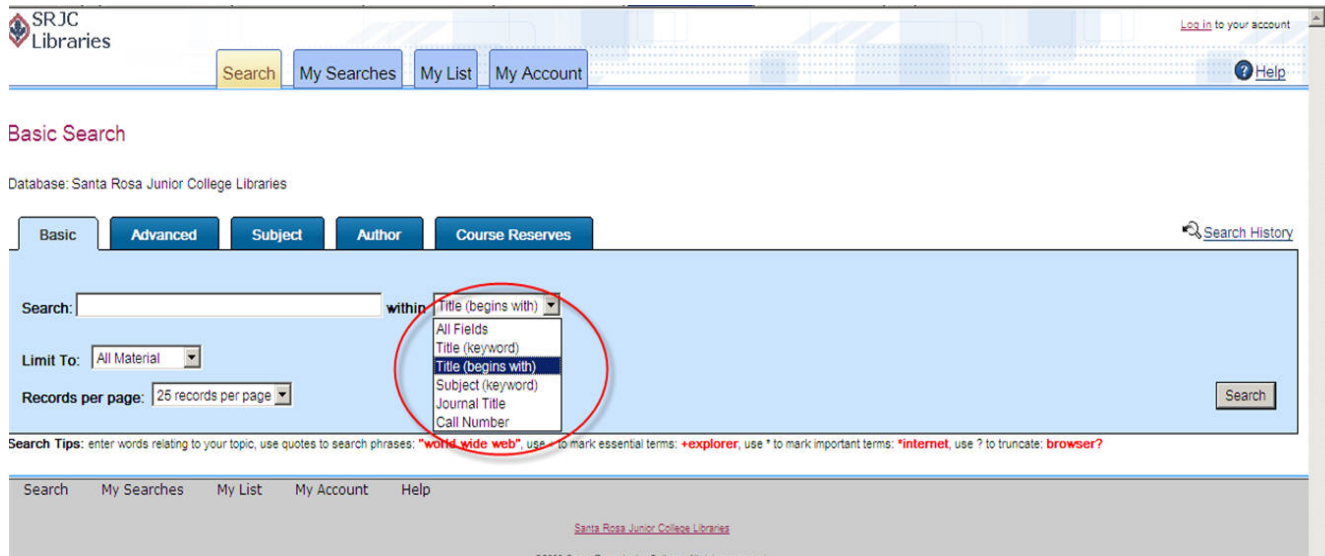 SRJC
Libraries
Log in to your account
Search My Searches My List My Account
Help
Basic Search
Database: Santa Rosa Junior College Libraries
Basic Advanced Subject Author Course Reserves
Search History
Search: within Title (begins with)
All Fields
Title (keyword)
Title (begins with)
Subject (keyword)
Journal Title
Call Number
Limit To: All Material
Records per page: 25 records per page
Search
Search Tips: enter words relating to your topic, use quotes to search phrases: "world wide web", use + to mark essential terms: +explorer, use * to mark important terms: *internet, use ? to truncate: browser?
Search My Searches My List My Account Help
Santa Rosa Junior College Libraries